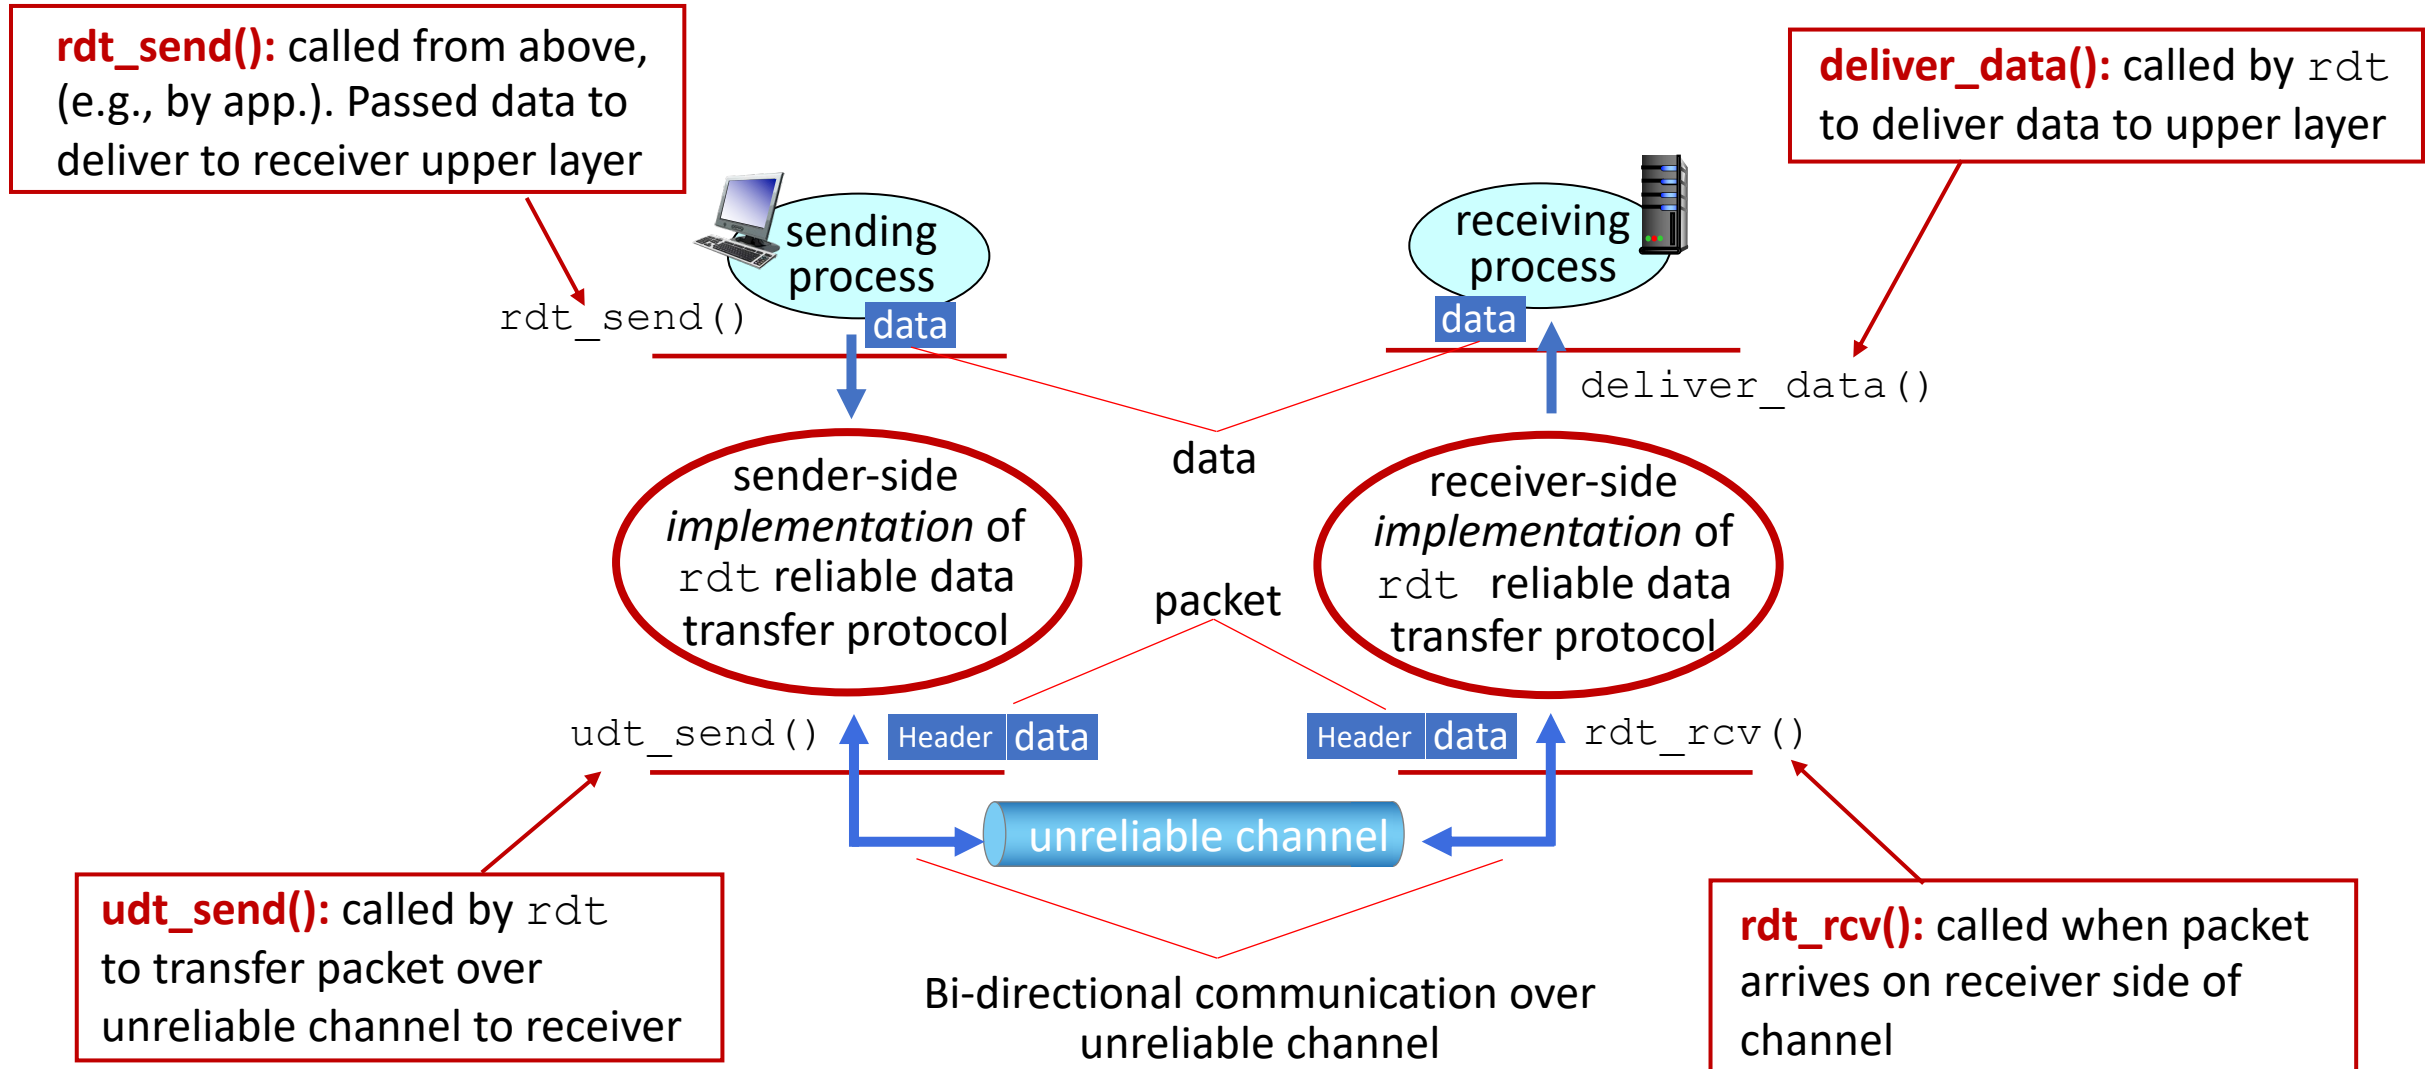 rdt_send(): called from above,
(e.g., by app.). Passed data to
deliver to receiver upper layer
deliver_data(): called by rdt
to deliver data to upper layer
sending
process
receiving
process
rdt_send()
data
data
deliver_data()
data
sender-side
implementation of
rdt reliable data
transfer protocol
receiver-side
implementation of
rdt reliable data
transfer protocol
packet
udt_send()
Header data
Header data
rdt_rcv()
unreliable channel
udt_send(): called by rdt
to transfer packet over
unreliable channel to receiver
Bi-directional communication over
unreliable channel
rdt_rcv(): called when packet
arrives on receiver side of
channel